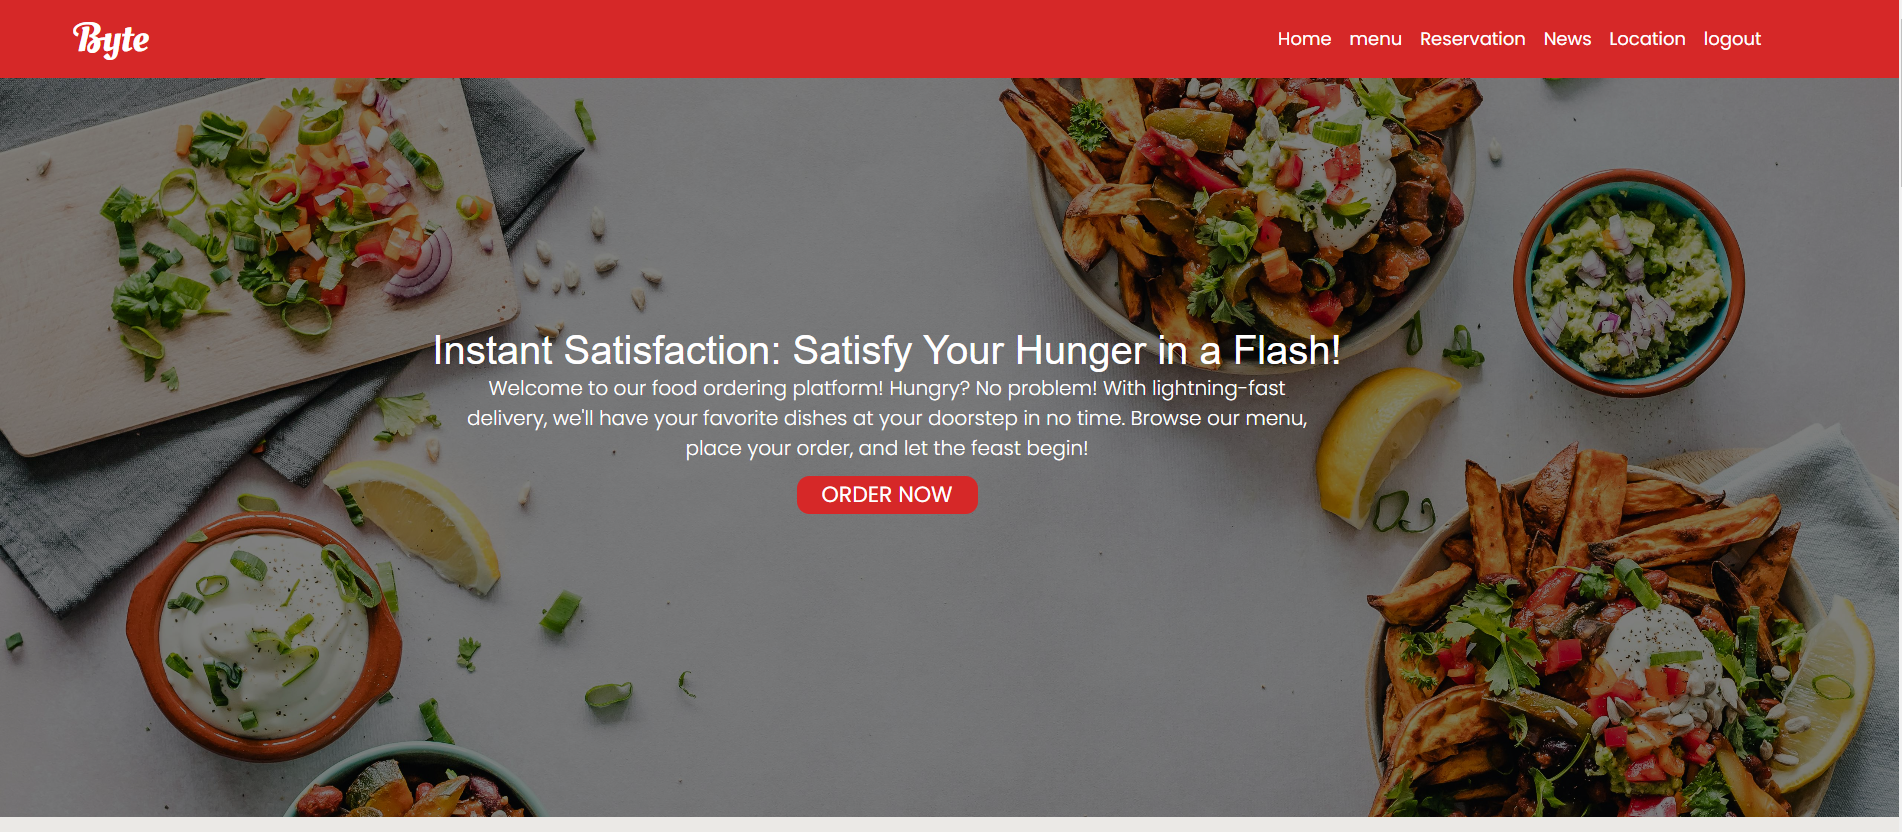 Byte
Home menu Reservation News Location logout
Instant Satisfaction: Satisfy Your Hunger in a Flash!
Welcome to our food ordering platform! Hungry? No problem! With lightning-fast
delivery, we'll have your favorite dishes at your doorstep in no time. Browse our menu,
place your order, and let the feast begin!
ORDER NOW